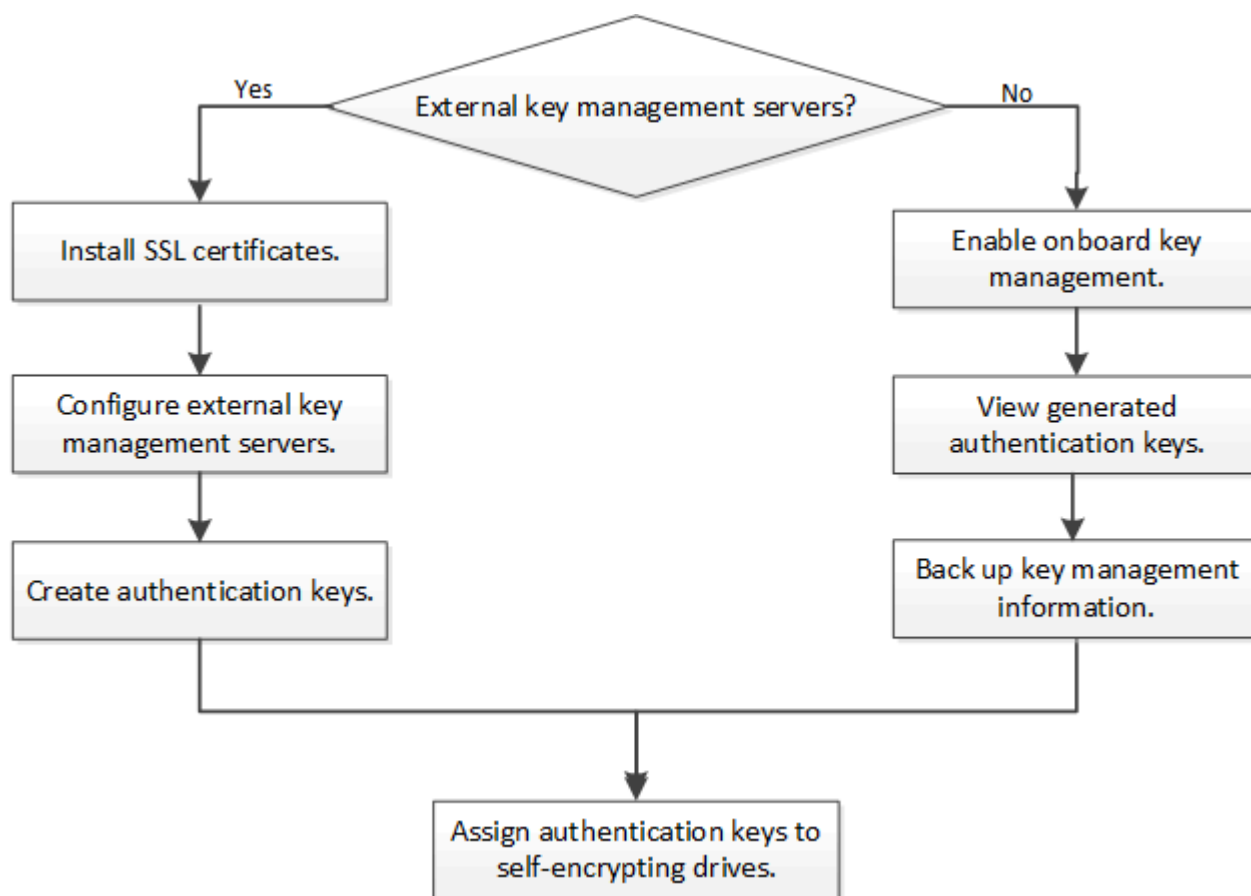 External key management servers?
Yes
No
Install SSL certificates.
Configure external key
management servers.
Create authentication keys.
Enable onboard key
management.
View generated
authentication keys.
Back up key management
information.
Assign authentication keys to
self-encrypting drives.